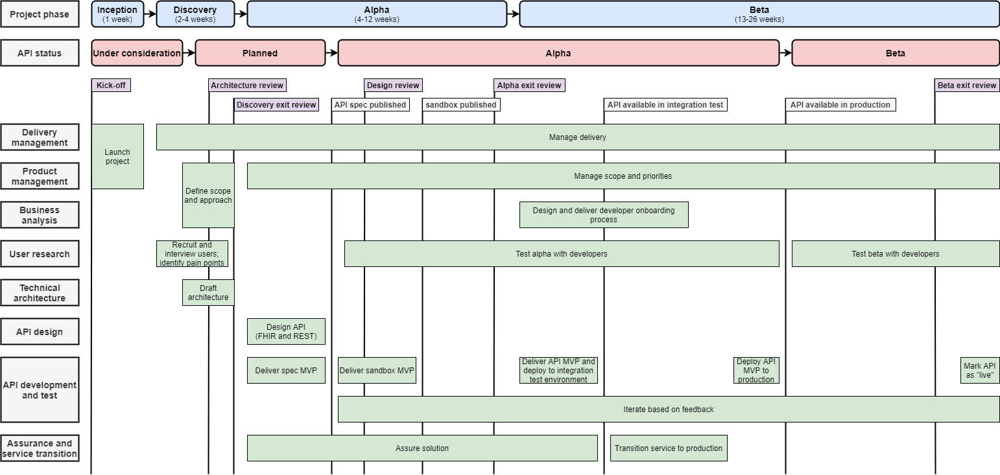 Project phase
Inception
(1 week)
Discovery
(2-4 weeks)
Alpha
(4-12 weeks)
Beta
(13-26 weeks)
API status
Under consideration
Planned
Alpha
Beta
Kick-off
Architecture review
Design review
Alpha exit review
Beta exit review
Discovery exit review
API spec published
sandbox published
API available in integration test
API available in production
Delivery
management
Launch
project
Manage delivery
Product
management
Define scope
and approach
Manage scope and priorities
Business
analysis
Design and deliver developer onboarding
process
User research
Recruit and
interview users;
identify pain points
Test alpha with developers
Test beta with developers
Technical
architecture
Draft
architecture
API design
Design API
(FHIR and REST)
API development
and test
Deliver spec MVP
Deliver sandbox MVP
Deliver API MVP and
deploy to integration
test environment
Deploy API
MVP to
production
Mark API
as "live"
Iterate based on feedback
Assurance and
service transition
Assure solution
Transition service to production